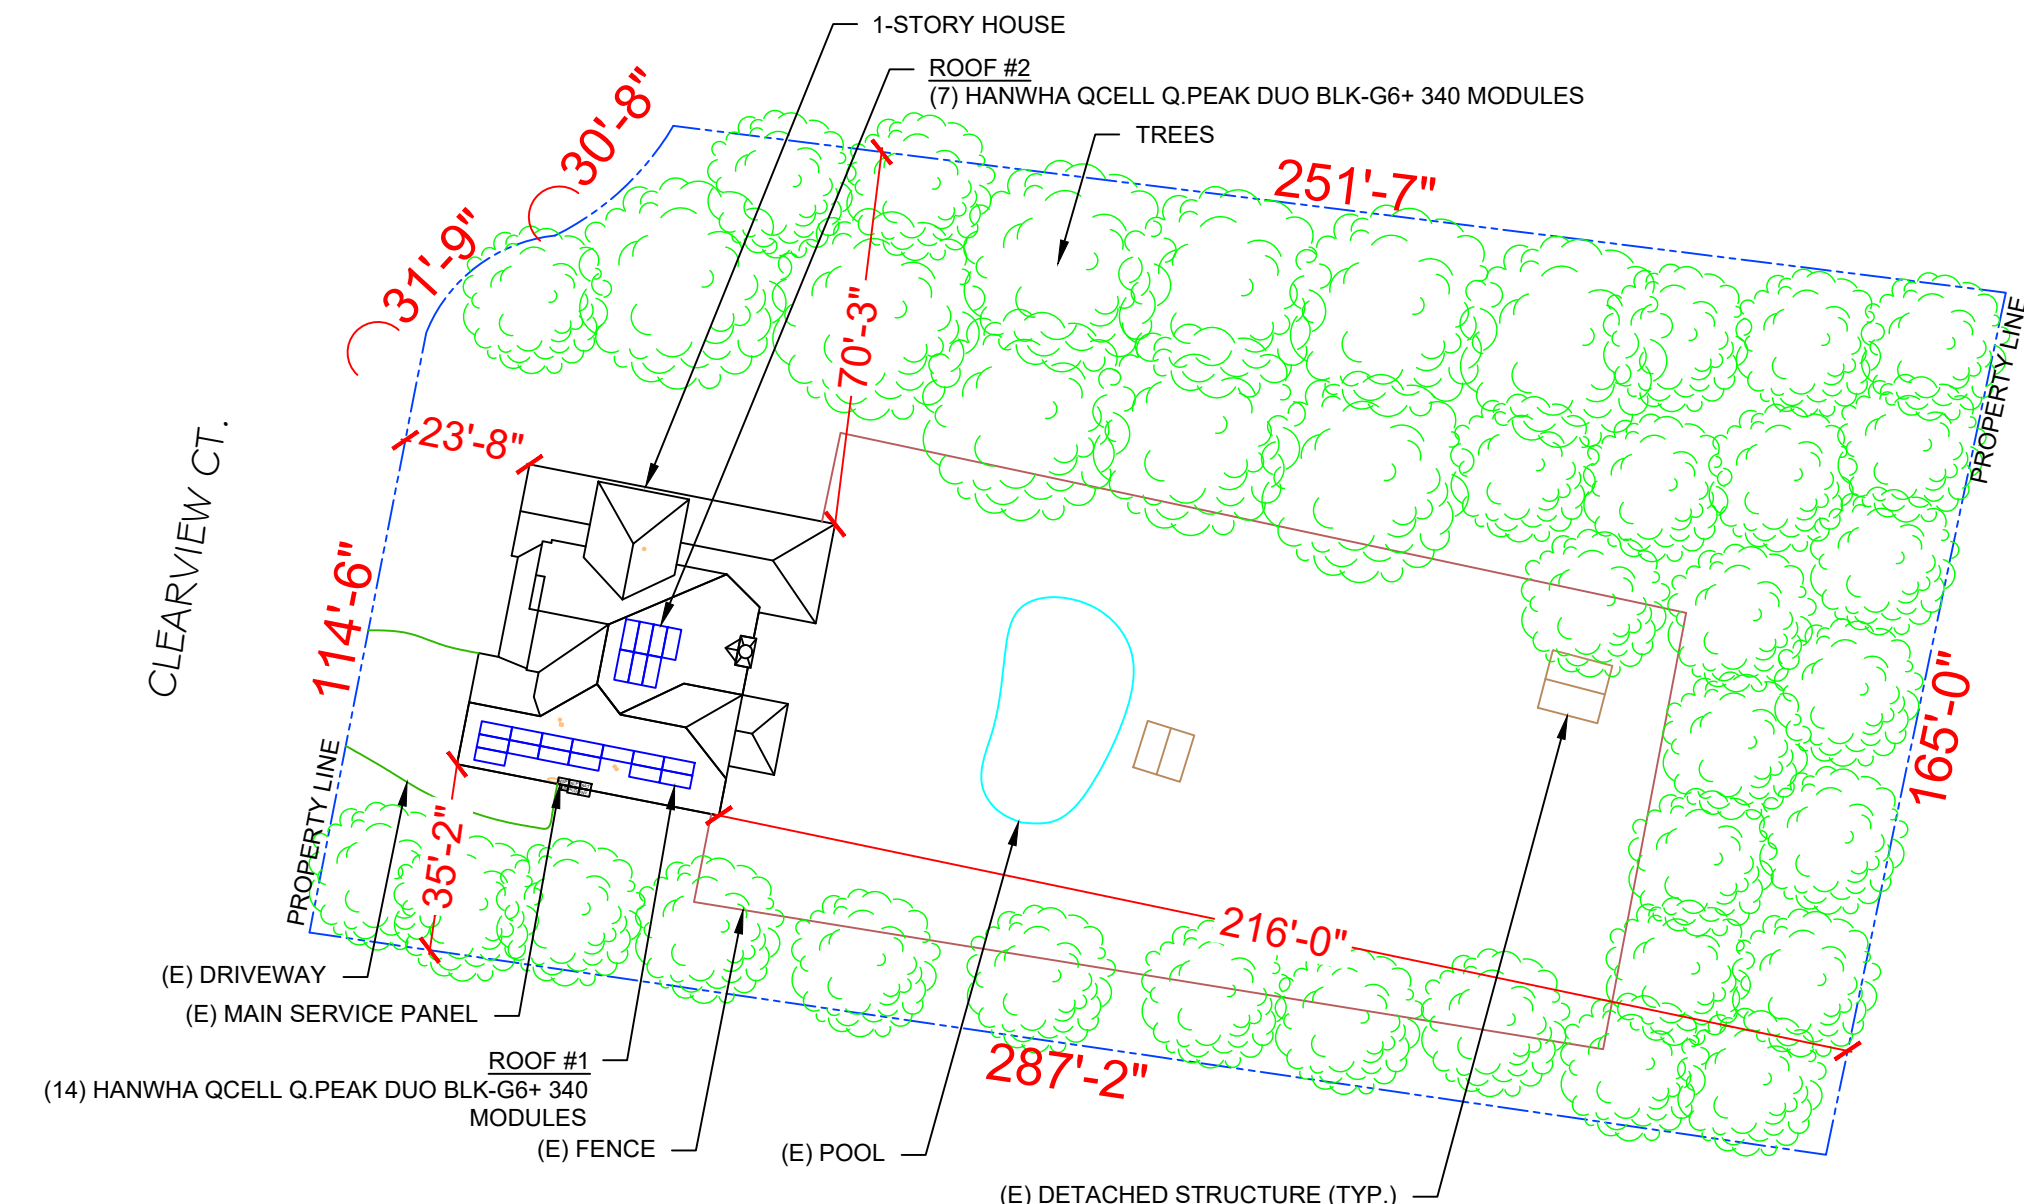 1-STORY HOUSE
ROOF #2
(7) HANWHA QCELL Q.PEAK DUO BLK-G6+ 340 MODULES
TREES
30'-8"
31'-9"
251'-7"
70'-3"
23'-8"
CLEARVIEW CT.
114'-6"
PROPERTY LINE
PROPERTY LINE
165'-0"
35'-2"
216'-0"
287'-2"
(E) DRIVEWAY
(E) MAIN SERVICE PANEL
ROOF #1
(14) HANWHA QCELL Q.PEAK DUO BLK-G6+ 340
MODULES
(E) FENCE
(E) POOL
(E) DETACHED STRUCTURE (TYP.)